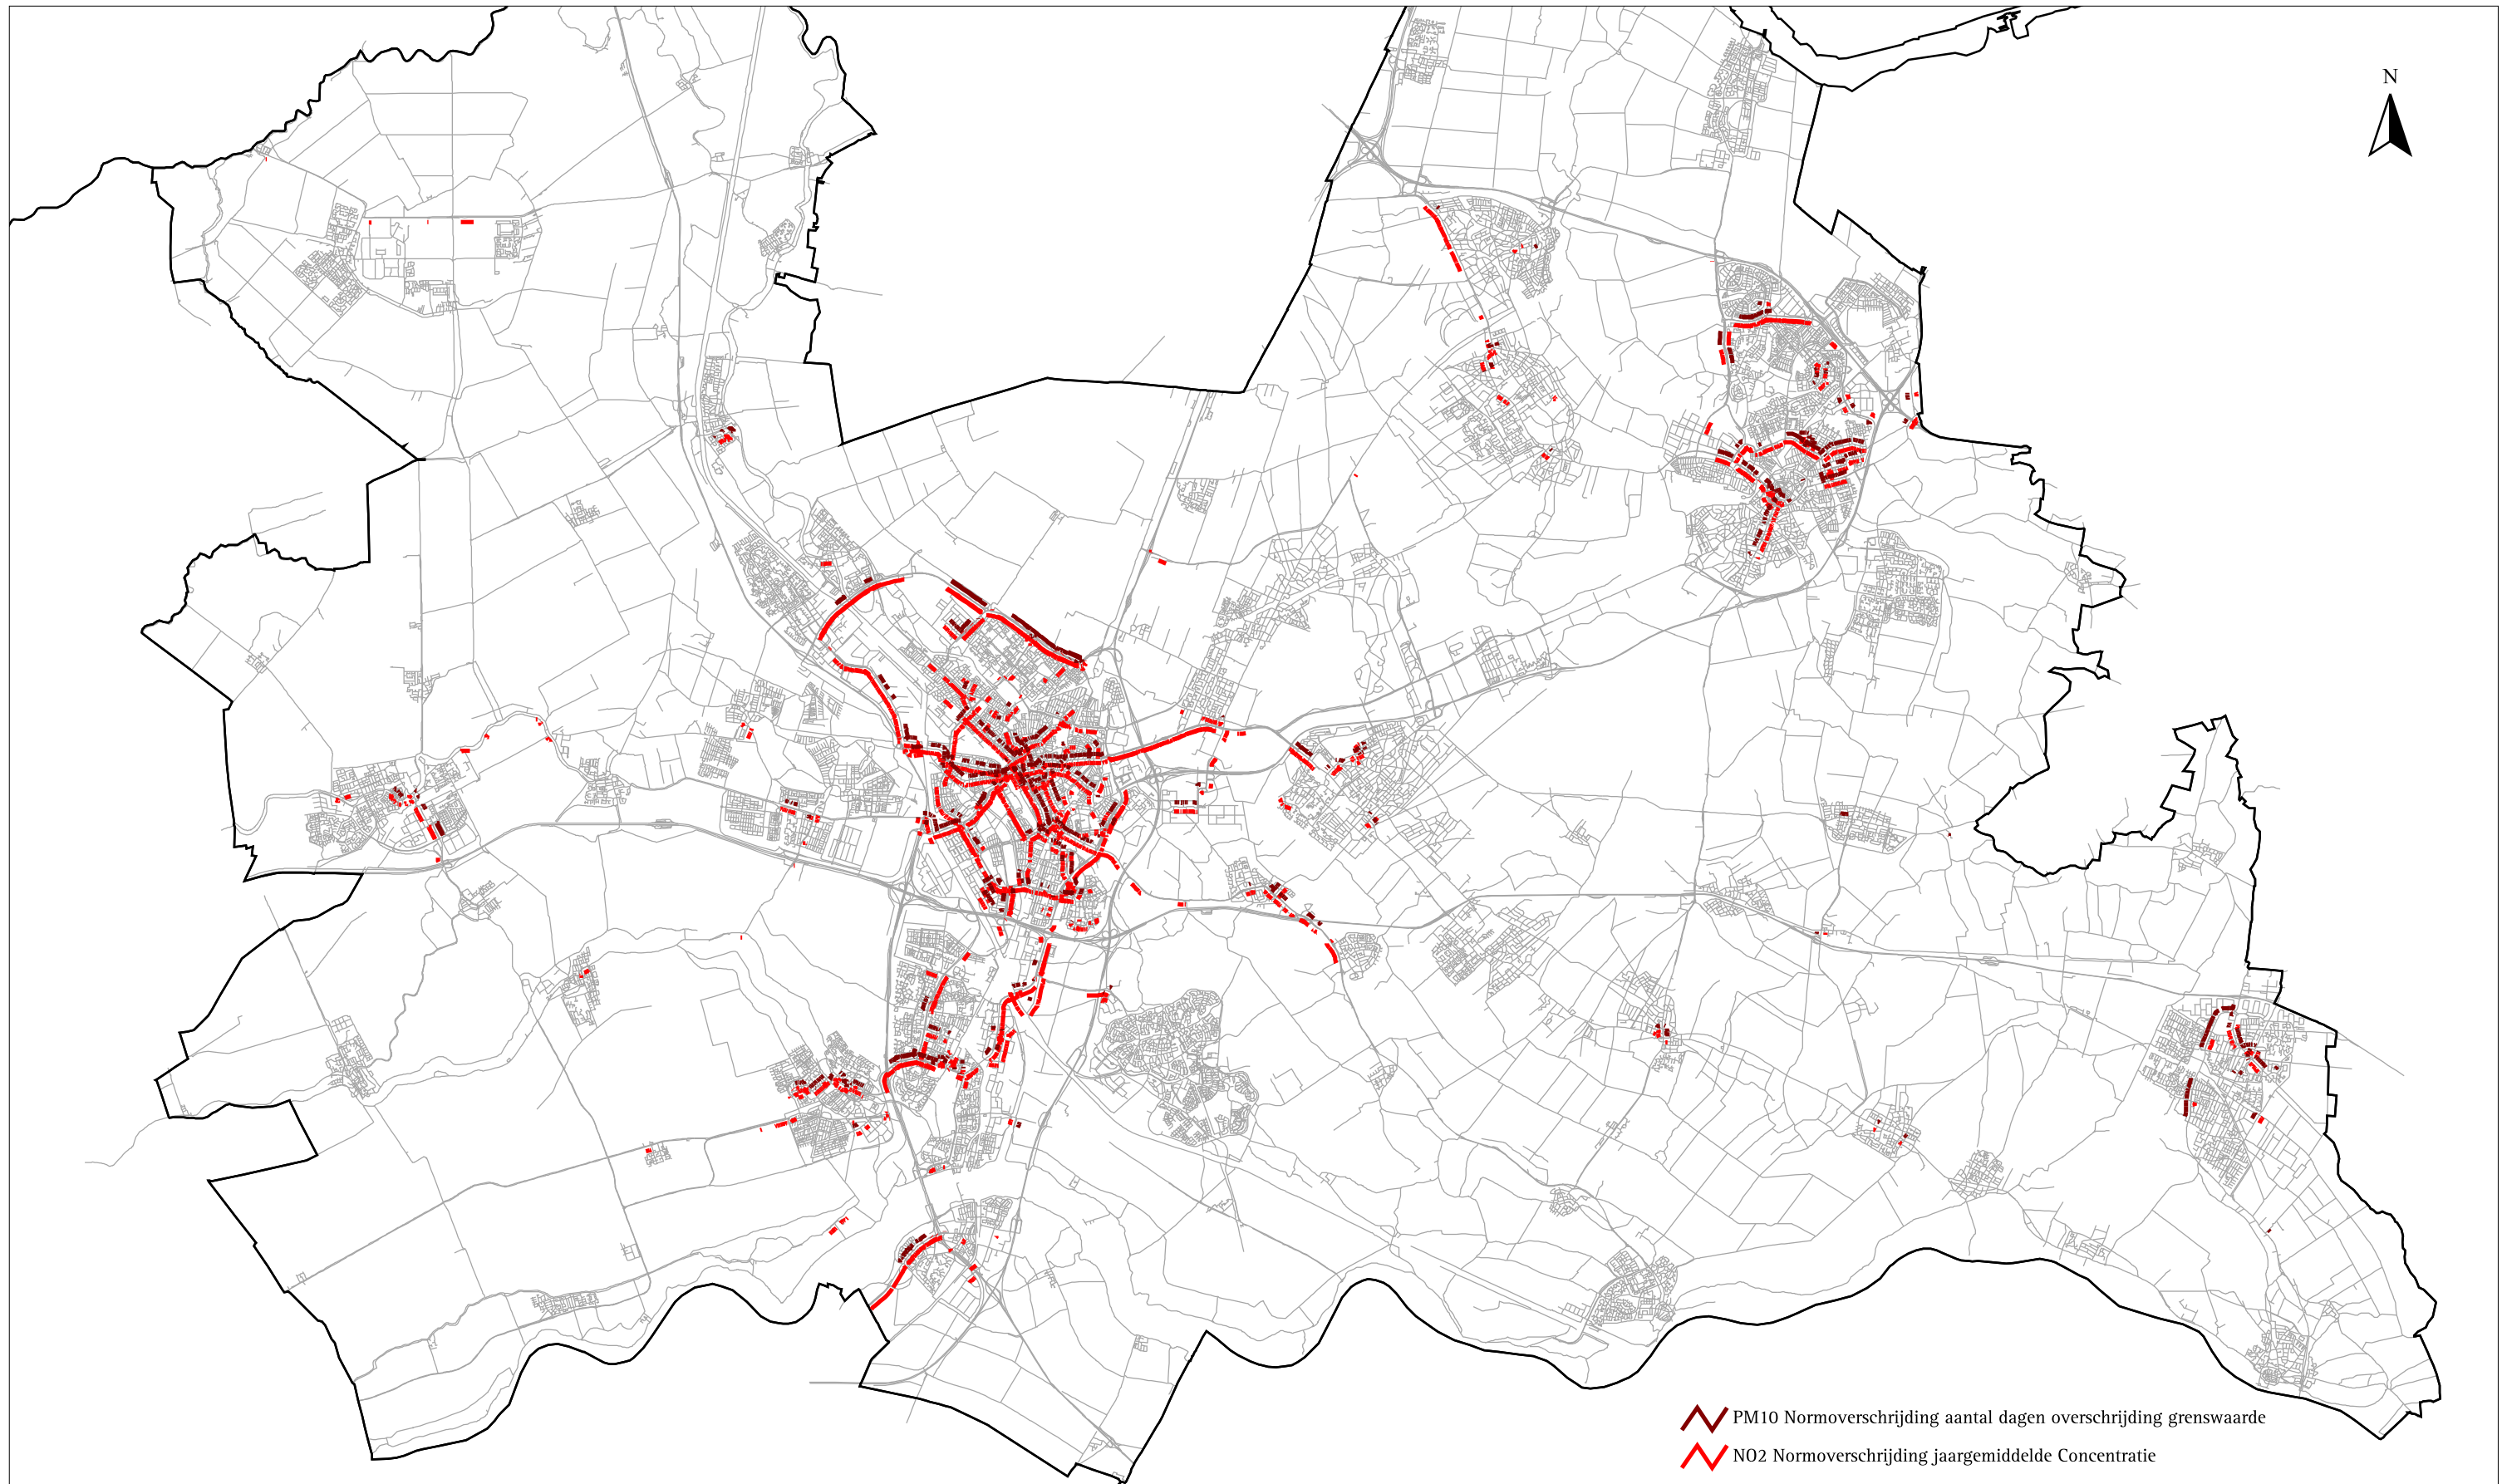 N
PM10 Normoverschrijding aantal dagen overschrijding grenswaarde
NO2 Normoverschrijding jaargemiddelde Concentratie